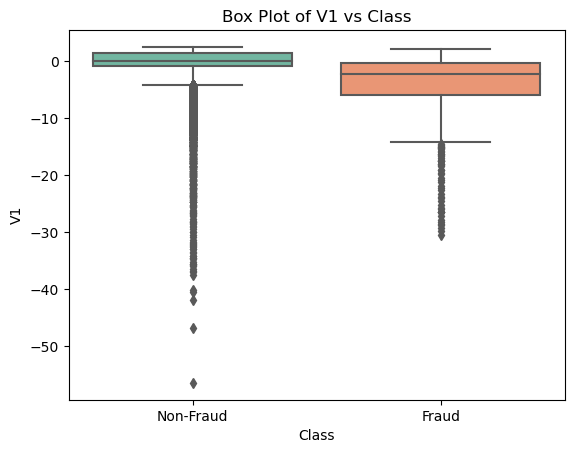 Box Plot of V1 vs Class
V1
0
−10
−20
−30
−40
−50
Non-Fraud
Fraud
Class